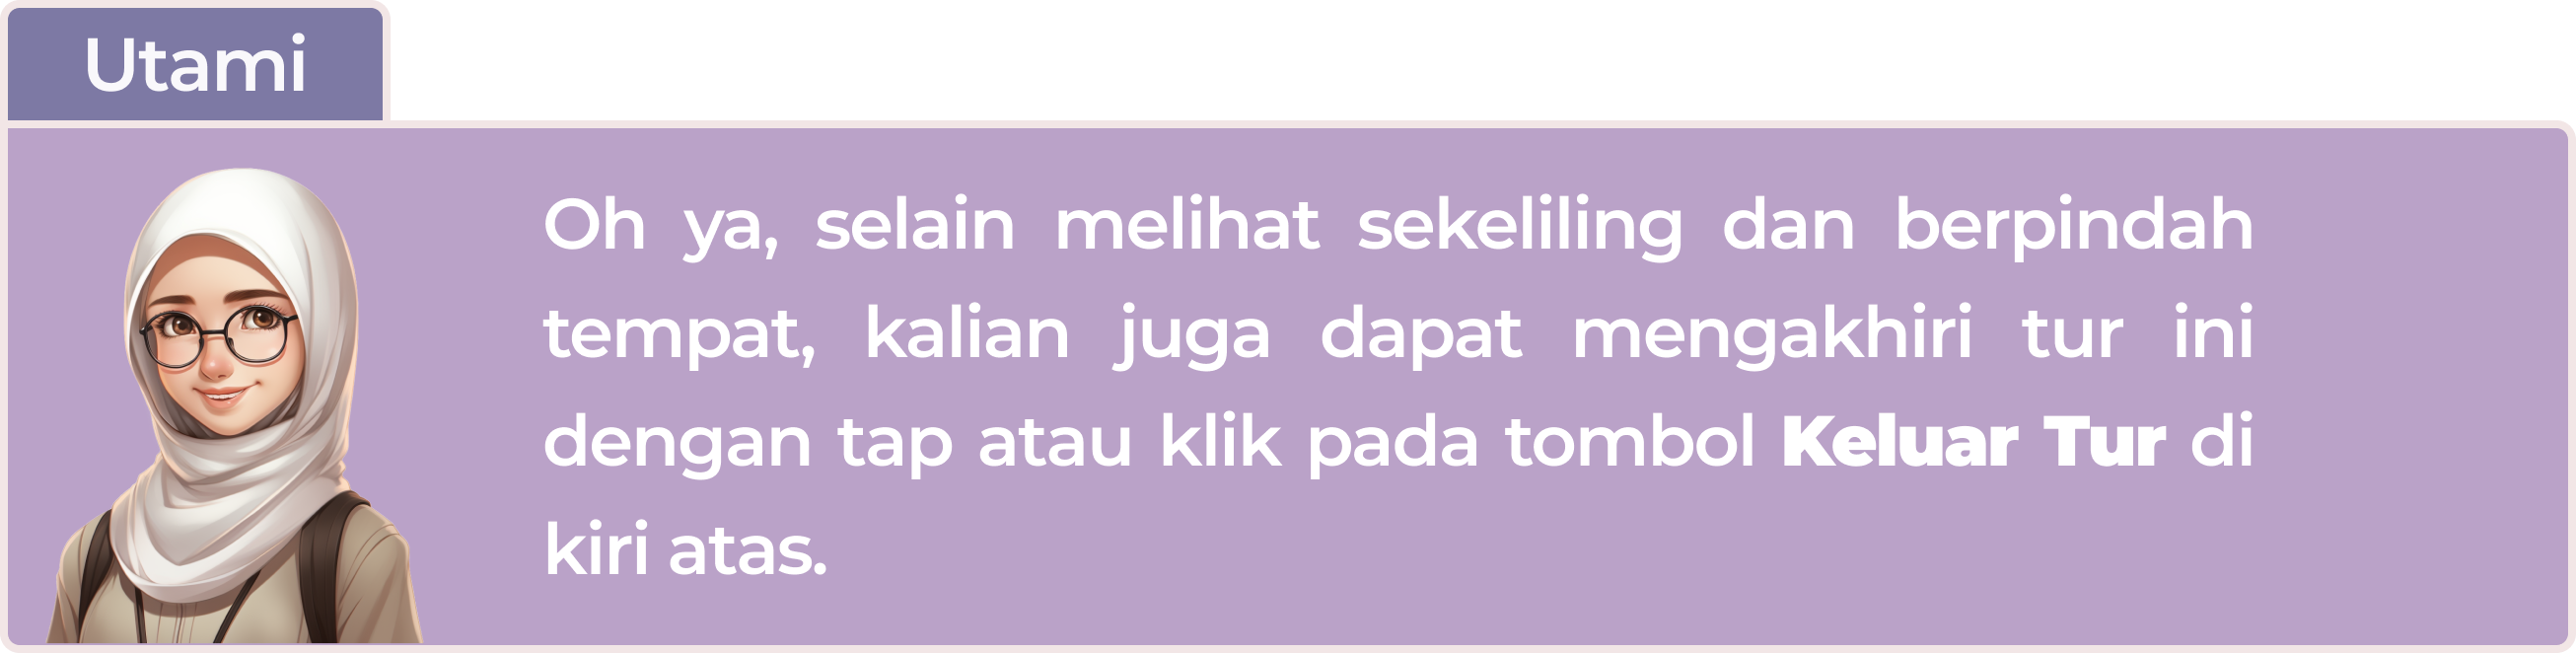 Utami
Oh ya, selain melihat sekeliling dan berpindah
tempat, kalian juga dapat mengakhiri tur ini
dengan tap atau klik pada tombol Keluar Tur di
kiri atas.